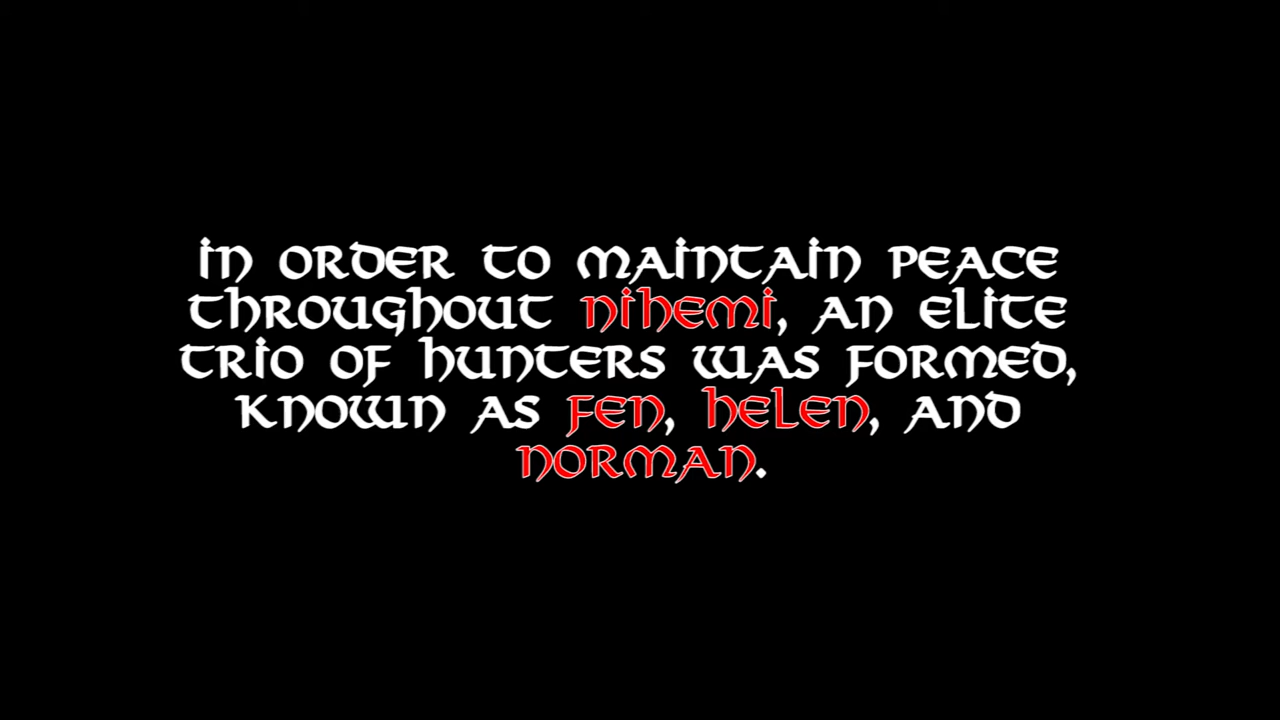 In order to maintain peace
throughout Nihemi, an elite
trio of hunters was formed,
known as Fen, Helen, and
Norman.